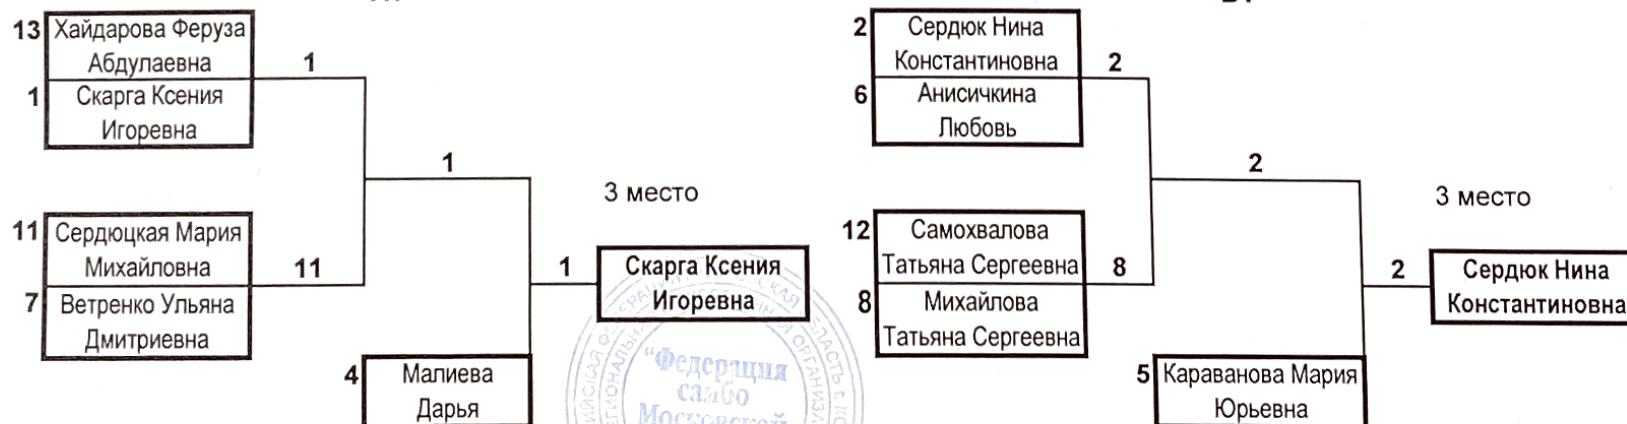 13 Хайдарова Феруза
Абдулаевна
1
1 Скарга Ксения
Игоревна
1
11 Сердюцкая Мария
Михайловна
11
7 Ветренко Ульяна
Дмитриевна
3 место
1
Скарга Ксения
Игоревна
4 Малиева
Дарья
"Федерация
самбо
Московской
2 Сердюк Нина
Константиновна
2
6 Анисичкина
Любовь
2
12 Самохвалова
Татьяна Сергеевна
8
8 Михайлова
Татьяна Сергеевна
3 место
2
Сердюк Нина
Константиновна
5 Караванова Мария
Юрьевна